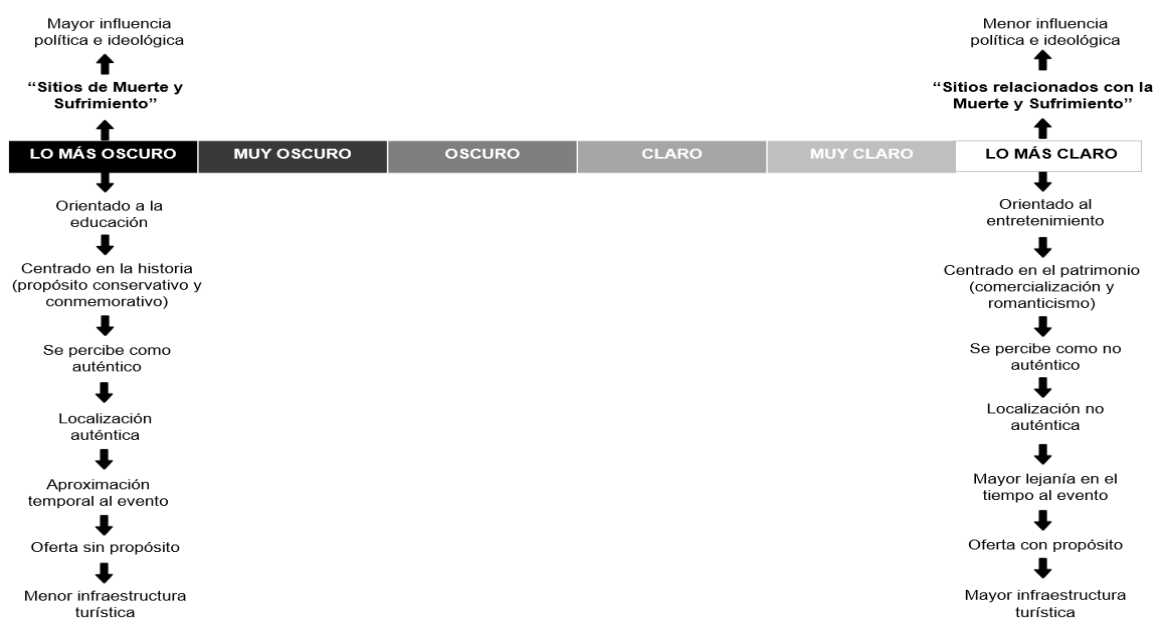 Mayor influencia
política e ideológica
“Sitios de Muerte y
Sufrimiento”
Menor influencia
política e ideológica
“Sitios relacionados con la
Muerte y Sufrimiento”
LO MÁS OSCURO
MUY OSCURO
OSCURO
CLARO
MUY CLARO
LO MÁS CLARO
Orientado a la
educación
Centrado en la historia
(propósito conservativo y
conmemorativo)
Se percibe como
auténtico
Localización
auténtica
Aproximación
temporal al evento
Oferta sin propósito
Menor infraestructura
turística
Orientado al
entretenimiento
Centrado en el patrimonio
(comercialización y
romanticismo)
Se percibe como no
auténtico
Localización no
auténtica
Mayor lejanía en el
tiempo al evento
Oferta con propósito
Mayor infraestructura
turística